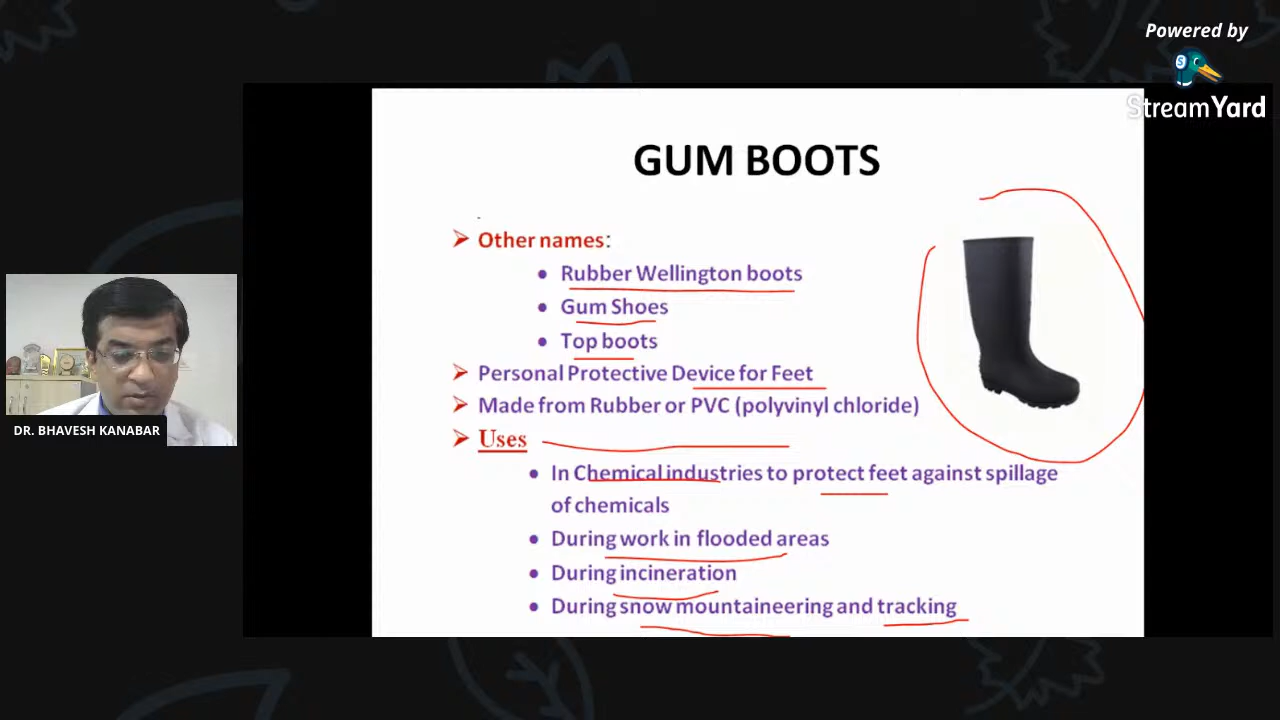 Powered by
StreamYard
GUM BOOTS
Other names:
Rubber Wellington boots
Gum Shoes
Top boots
Personal Protective Device for Feet
Made from Rubber or PVC (polyvinyl chloride)
Uses
In Chemical industries to protect feet against spillage
of chemicals
During work in flooded areas
During incineration
During snow mountaineering and tracking
DR. BHAVESH KANABAR